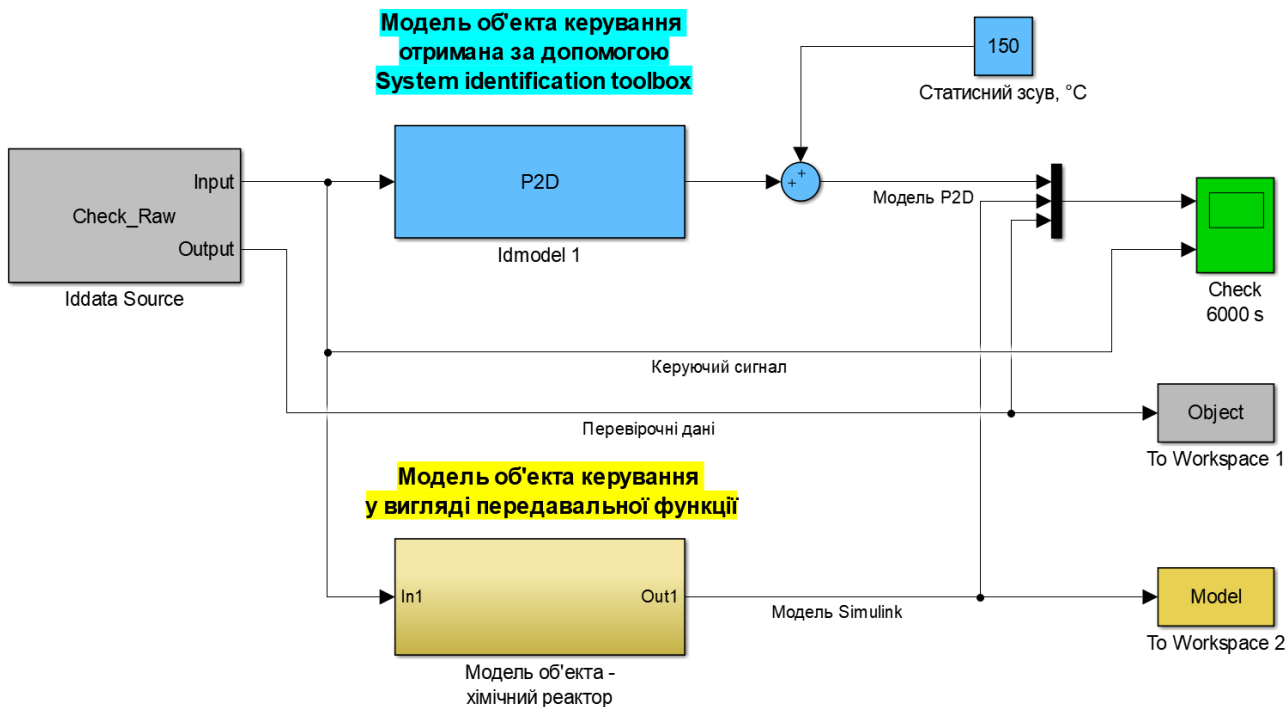 Модель об'єкта керування
отримана за допомогою
System identification toolbox
150
Статисний зсув, °C
Input
Check_Raw
Output
Iddata Source
P2D
Idmodel 1
+
+
Модель P2D
Check
6000 s
Керуючий сигнал
Object
To Workspace 1
Перевірочні дані
Модель об'єкта керування
у вигляді передавальної функції
In1
Out1
Модель Simulink
Model
To Workspace 2
Модель об'єкта -
хімічний реактор